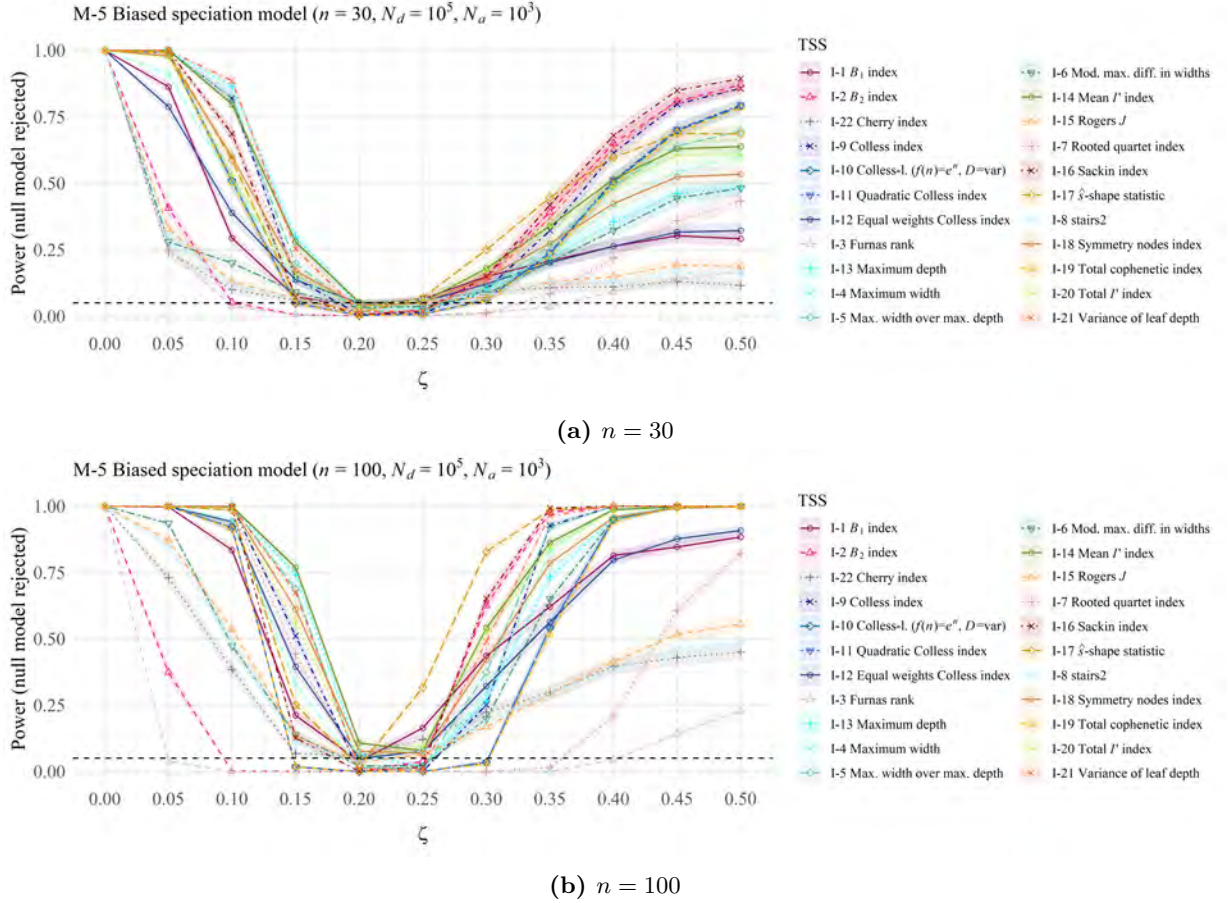 M-5 Biased speciation model (n = 30, N_d = 10^5, N_a = 10^3)
Power (null model rejected)
1.00
0.75
0.50
0.25
0.00
0.00 0.05 0.10 0.15 0.20 0.25 0.30 0.35 0.40 0.45 0.50
ζ
TSS
I-1 B₁ index
I-2 B₂ index
I-22 Cherry index
I-9 Colless index
I-10 Colless-l. (f(n)=eⁿ, D=var)
I-11 Quadratic Colless index
I-12 Equal weights Colless index
I-3 Furnas rank
I-13 Maximum depth
I-4 Maximum width
I-5 Max. width over max. depth
I-6 Mod. max. diff. in widths
I-14 Mean I' index
I-15 Rogers J
I-7 Rooted quartet index
I-16 Sackin index
I-17 ŝ-shape statistic
I-8 stairs2
I-18 Symmetry nodes index
I-19 Total cophenetic index
I-20 Total I' index
I-21 Variance of leaf depth
(a) n = 30
M-5 Biased speciation model (n = 100, N_d = 10^5, N_a = 10^3)
Power (null model rejected)
1.00
0.75
0.50
0.25
0.00
0.00 0.05 0.10 0.15 0.20 0.25 0.30 0.35 0.40 0.45 0.50
ζ
TSS
I-1 B₁ index
I-2 B₂ index
I-22 Cherry index
I-9 Colless index
I-10 Colless-l. (f(n)=eⁿ, D=var)
I-11 Quadratic Colless index
I-12 Equal weights Colless index
I-3 Furnas rank
I-13 Maximum depth
I-4 Maximum width
I-5 Max. width over max. depth
I-6 Mod. max. diff. in widths
I-14 Mean I' index
I-15 Rogers J
I-7 Rooted quartet index
I-16 Sackin index
I-17 ŝ-shape statistic
I-8 stairs2
I-18 Symmetry nodes index
I-19 Total cophenetic index
I-20 Total I' index
I-21 Variance of leaf depth
(b) n = 100